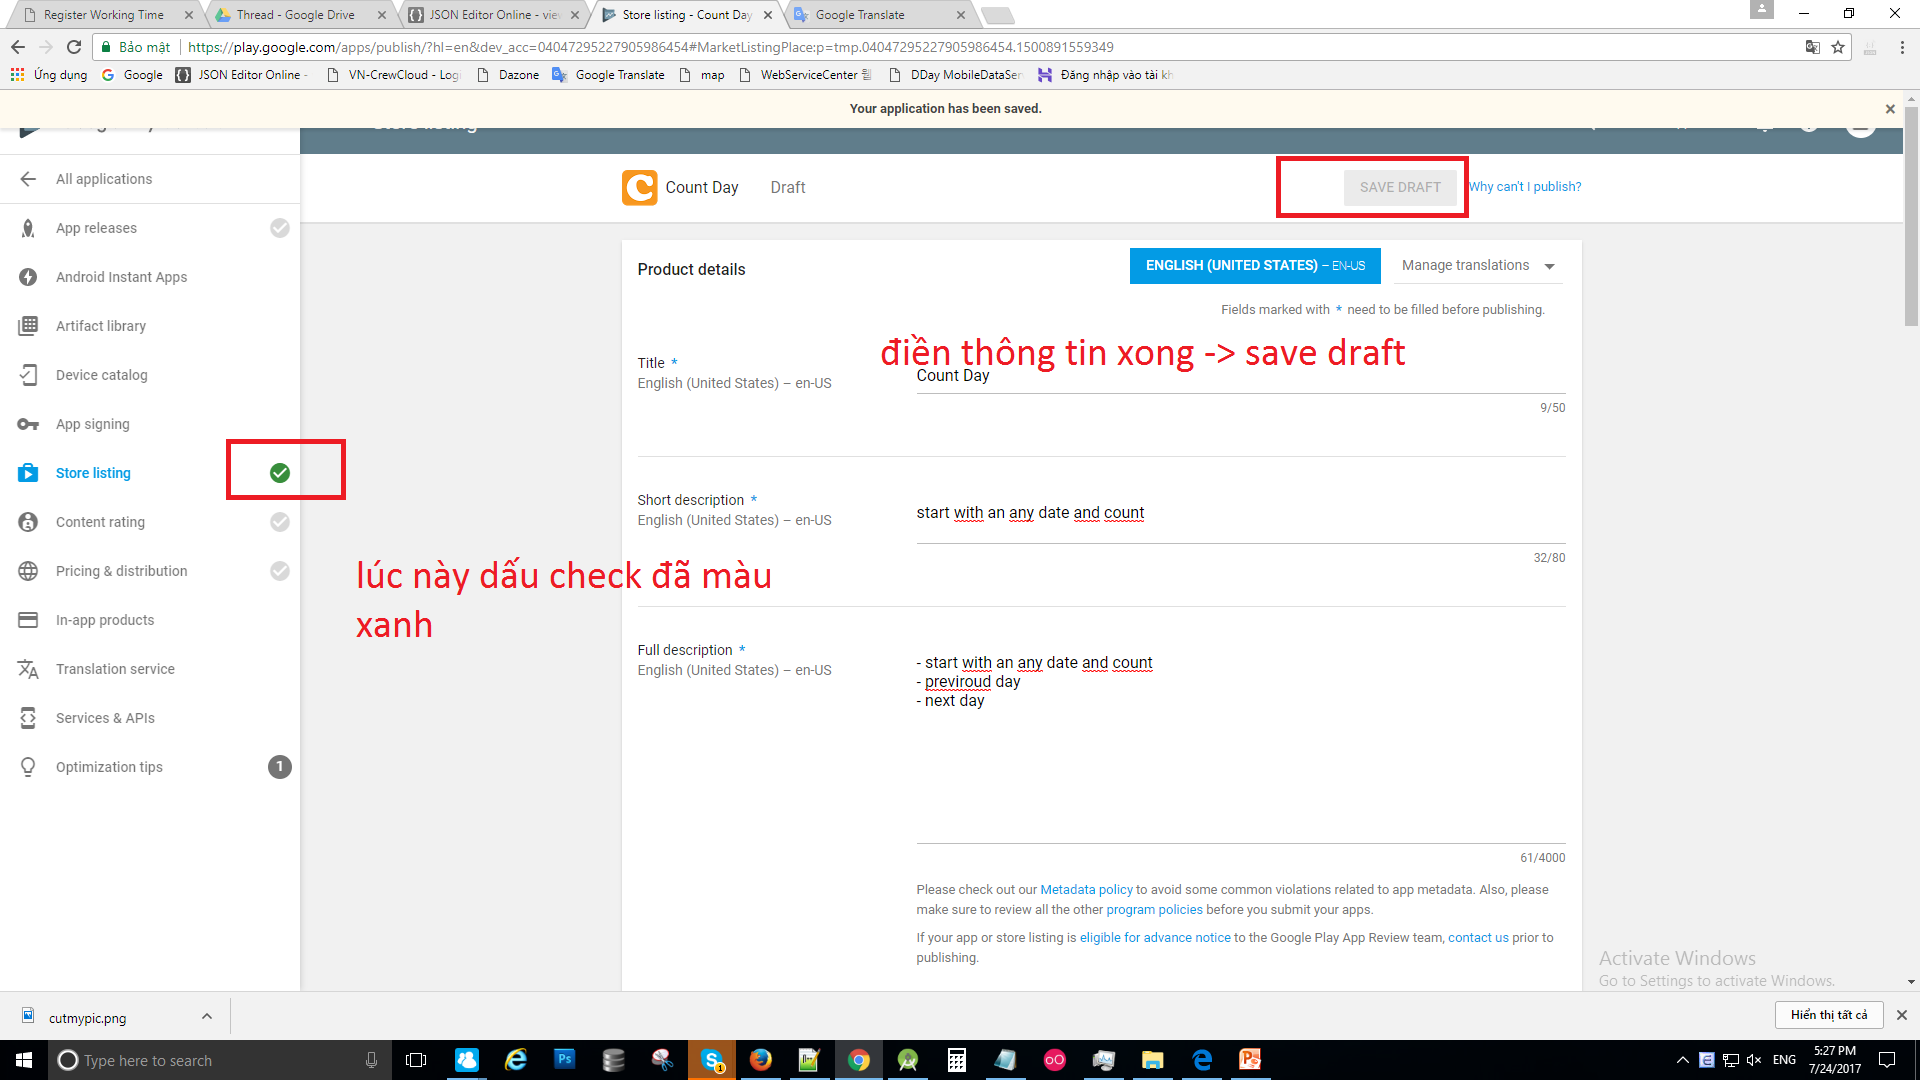 Register Working Time
Thread - Google Drive
JSON Editor Online - vie
Store listing - Count Day
Google Translate
Bảo mật
https://play.google.com/apps/publish/?hl=en&dev_acc=04047295227905986454#MarketListingPlace:p=tmp.04047295227905986454.1500891559349
Ứng dụng
Google
JSON Editor Online -
VN-CrewCloud - Log
Dazone
Google Translate
map
WebServiceCenter
DDay MobileDataSer
Đăng nhập vào tài kh
Your application has been saved.
Store listing
All applications
Count Day
Draft
SAVE DRAFT
Why can't I publish?
App releases
Android Instant Apps
Artifact library
Device catalog
App signing
Store listing
Content rating
Pricing & distribution
In-app products
Translation service
Services & APIs
Optimization tips
1
Product details
ENGLISH (UNITED STATES) – EN-US
Manage translations
Fields marked with * need to be filled before publishing.
điền thông tin xong -> save draft
Title *
English (United States) – en-US
Count Day
9/50
Short description *
English (United States) – en-US
start with an any date and count
32/80
lúc này dấu check đã màu
xanh
Full description *
English (United States) – en-US
- start with an any date and count
- previroud day
- next day
61/4000
Please check out our Metadata policy to avoid some common violations related to app metadata. Also, please
make sure to review all the other program policies before you submit your apps.
If your app or store listing is eligible for advance notice to the Google Play App Review team, contact us prior to
publishing.
Activate Windows
Go to Settings to activate Windows.
cutmypic.png
Hiển thị tất cả
Type here to search
ENG
5:27 PM
7/24/2017